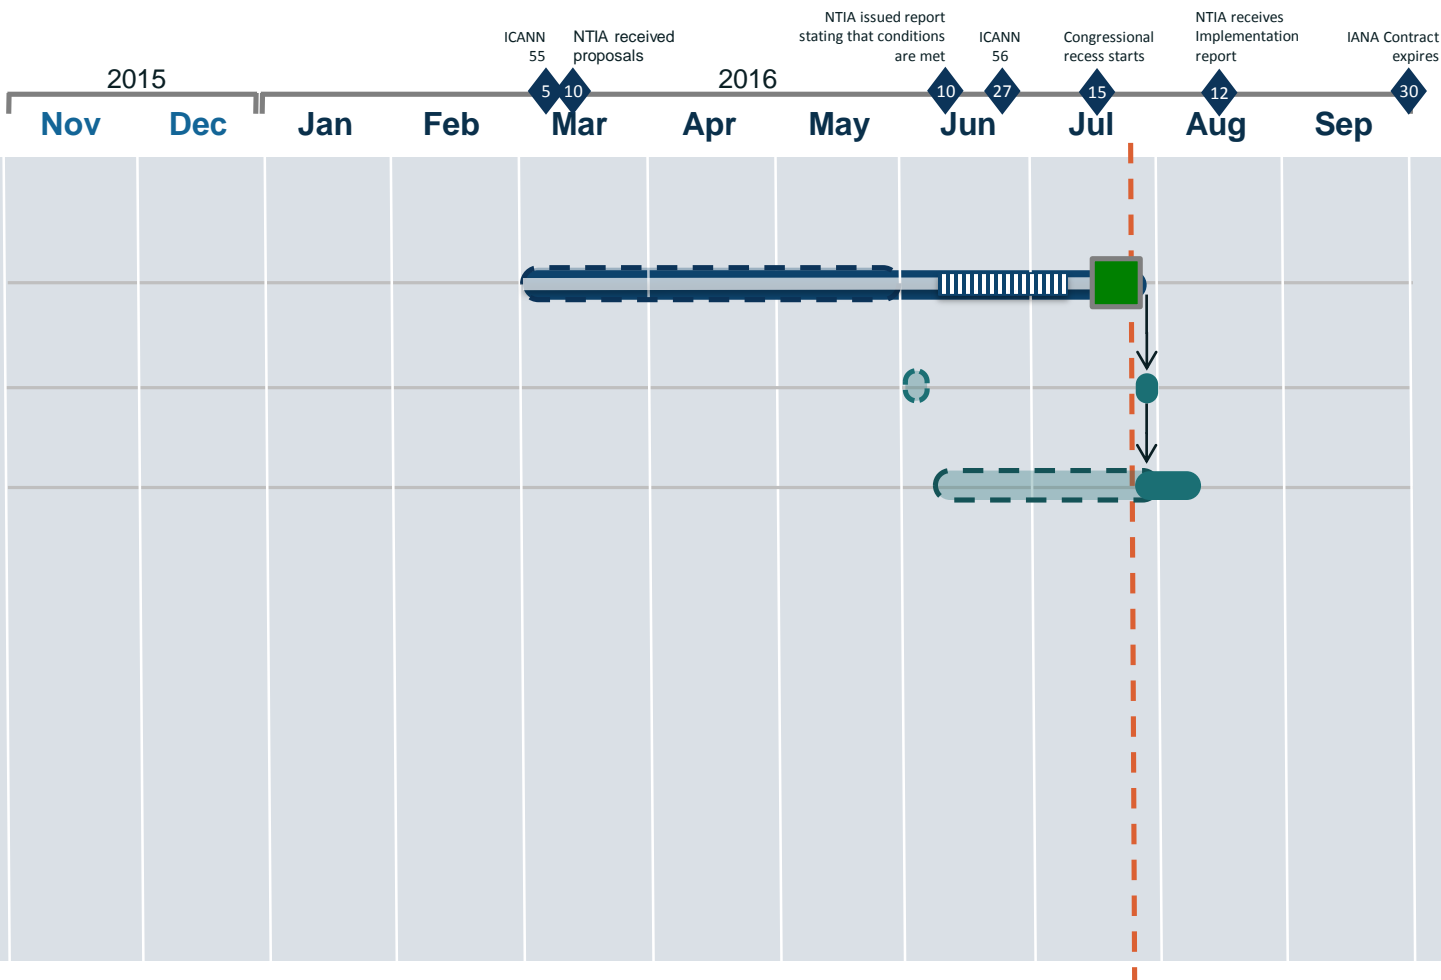 NTIA issued report
stating that conditions
are met
NTIA receives
Implementation
report
ICANN
55
NTIA received
proposals
ICANN
56
Congressional
recess starts
IANA Contract
expires
2015
2016
5
10
10
27
15
12
30
Nov
Dec
Jan
Feb
Mar
Apr
May
Jun
Jul
Aug
Sep